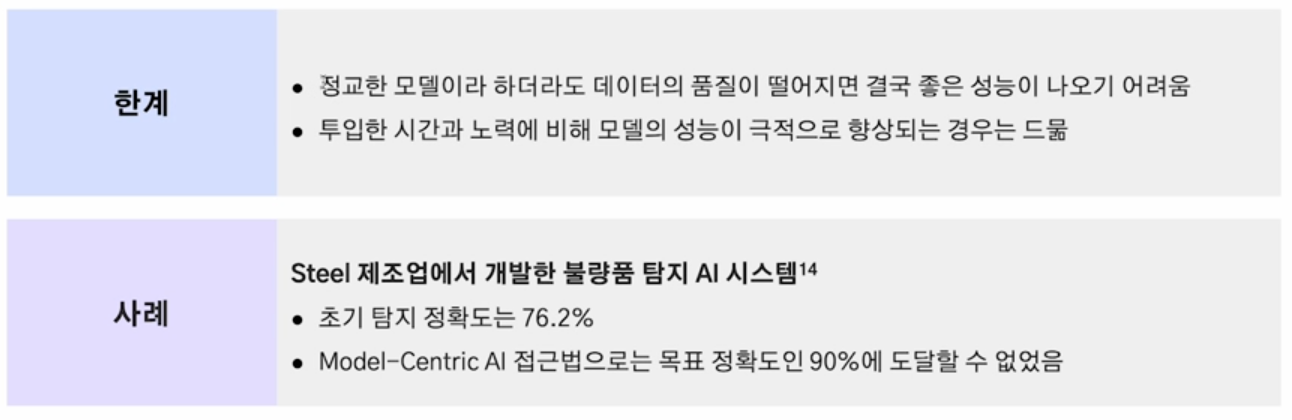 한계
• 정교한 모델이라 하더라도 데이터의 품질이 떨어지면 결국 좋은 성능이 나오기 어려움
• 투입한 시간과 노력에 비해 모델의 성능이 극적으로 향상되는 경우는 드묾
사례
Steel 제조업에서 개발한 불량품 탐지 AI 시스템¹⁴
• 초기 탐지 정확도는 76.2%
• Model-Centric AI 접근법으로는 목표 정확도인 90%에 도달할 수 없었음